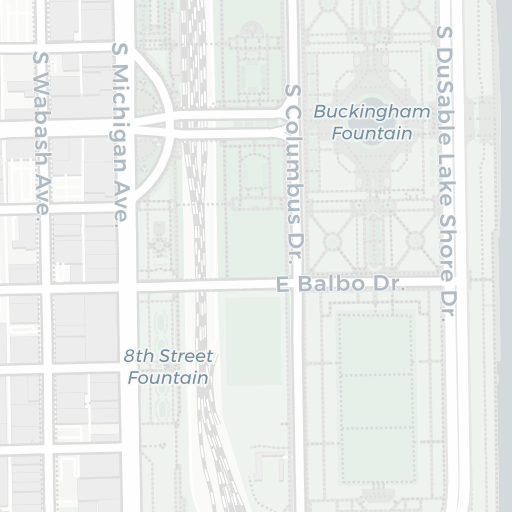 S Wabash Ave.
S Michigan Ave.
S Columbus Dr.
S DuSable Lake Shore Dr.
Buckingham
Fountain
E Balbo Dr.
8th Street
Fountain